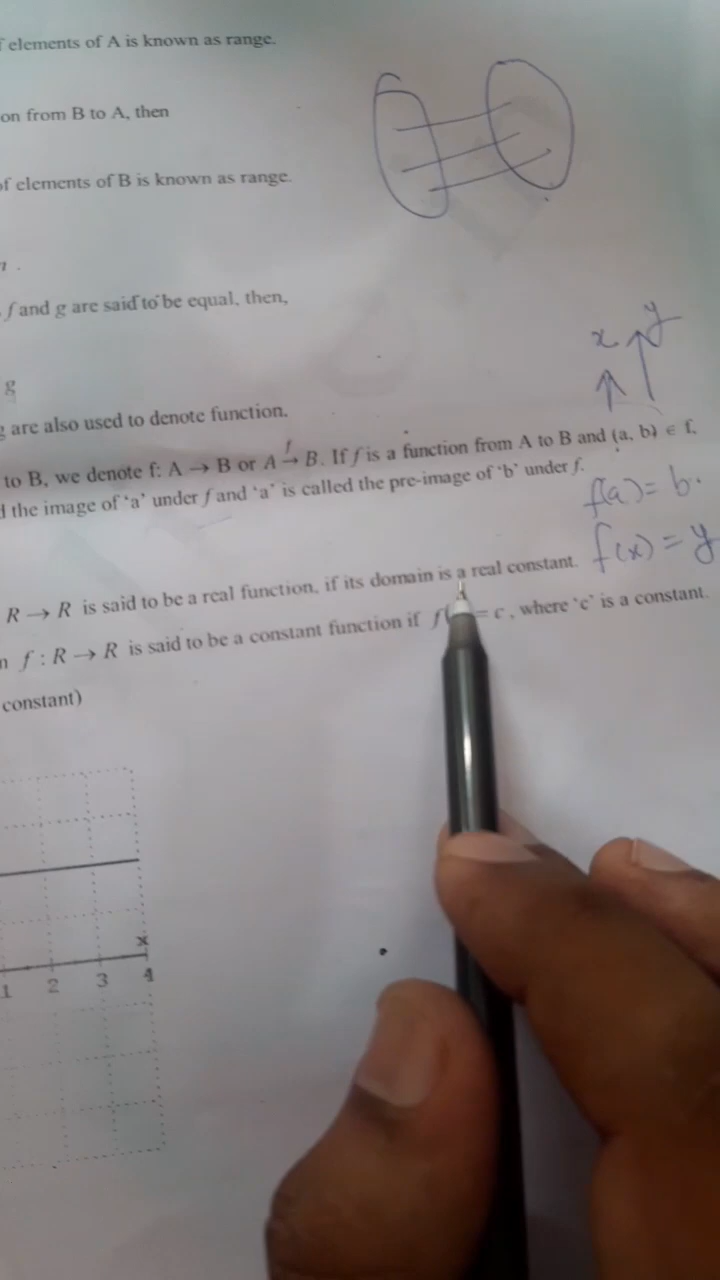 elements of A is known as range.
on from B to A, then
of elements of B is known as range.
f and g are said to be equal, then,
x y
g
g are also used to denote function.
to B, we denote f: A → B or A f→ B. If f is a function from A to B and (a, b) ∈ f,
the image of 'a' under f and 'a' is called the pre-image of 'b' under f.
f(a) = b.
f(x) = y
R → R is said to be a real function, if its domain is a real constant.
n f : R → R is said to be a constant function if f( = c , where 'c' is a constant.
constant)
x
1 2 3 4